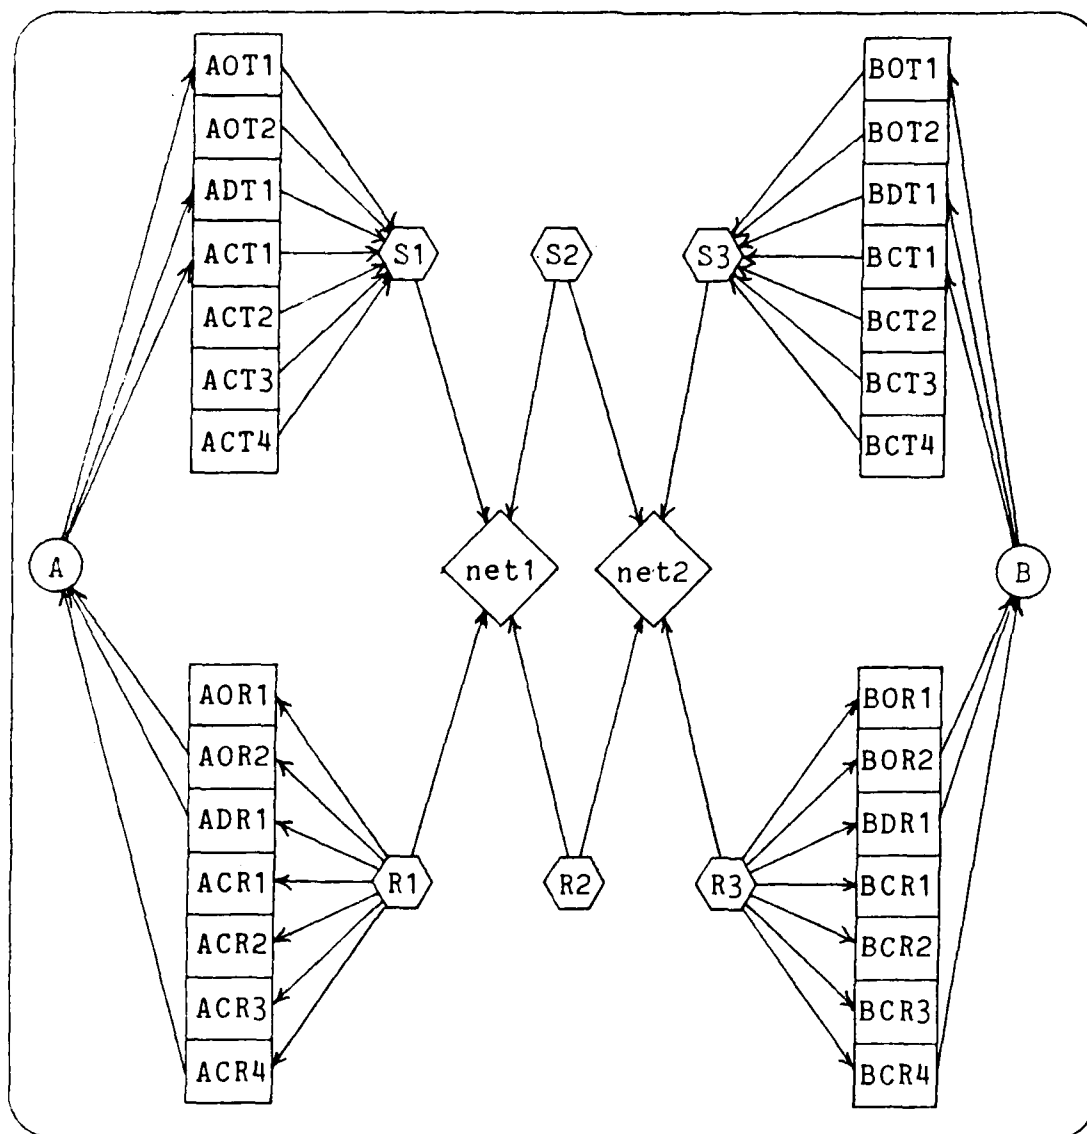 AOT1
AOT2
ADT1
ACT1
ACT2
ACT3
ACT4
S1
S2
S3
BOT1
BOT2
BDT1
BCT1
BCT2
BCT3
BCT4
A
net1
net2
B
AOR1
AOR2
ADR1
ACR1
ACR2
ACR3
ACR4
R1
R2
R3
BOR1
BOR2
BDR1
BCR1
BCR2
BCR3
BCR4